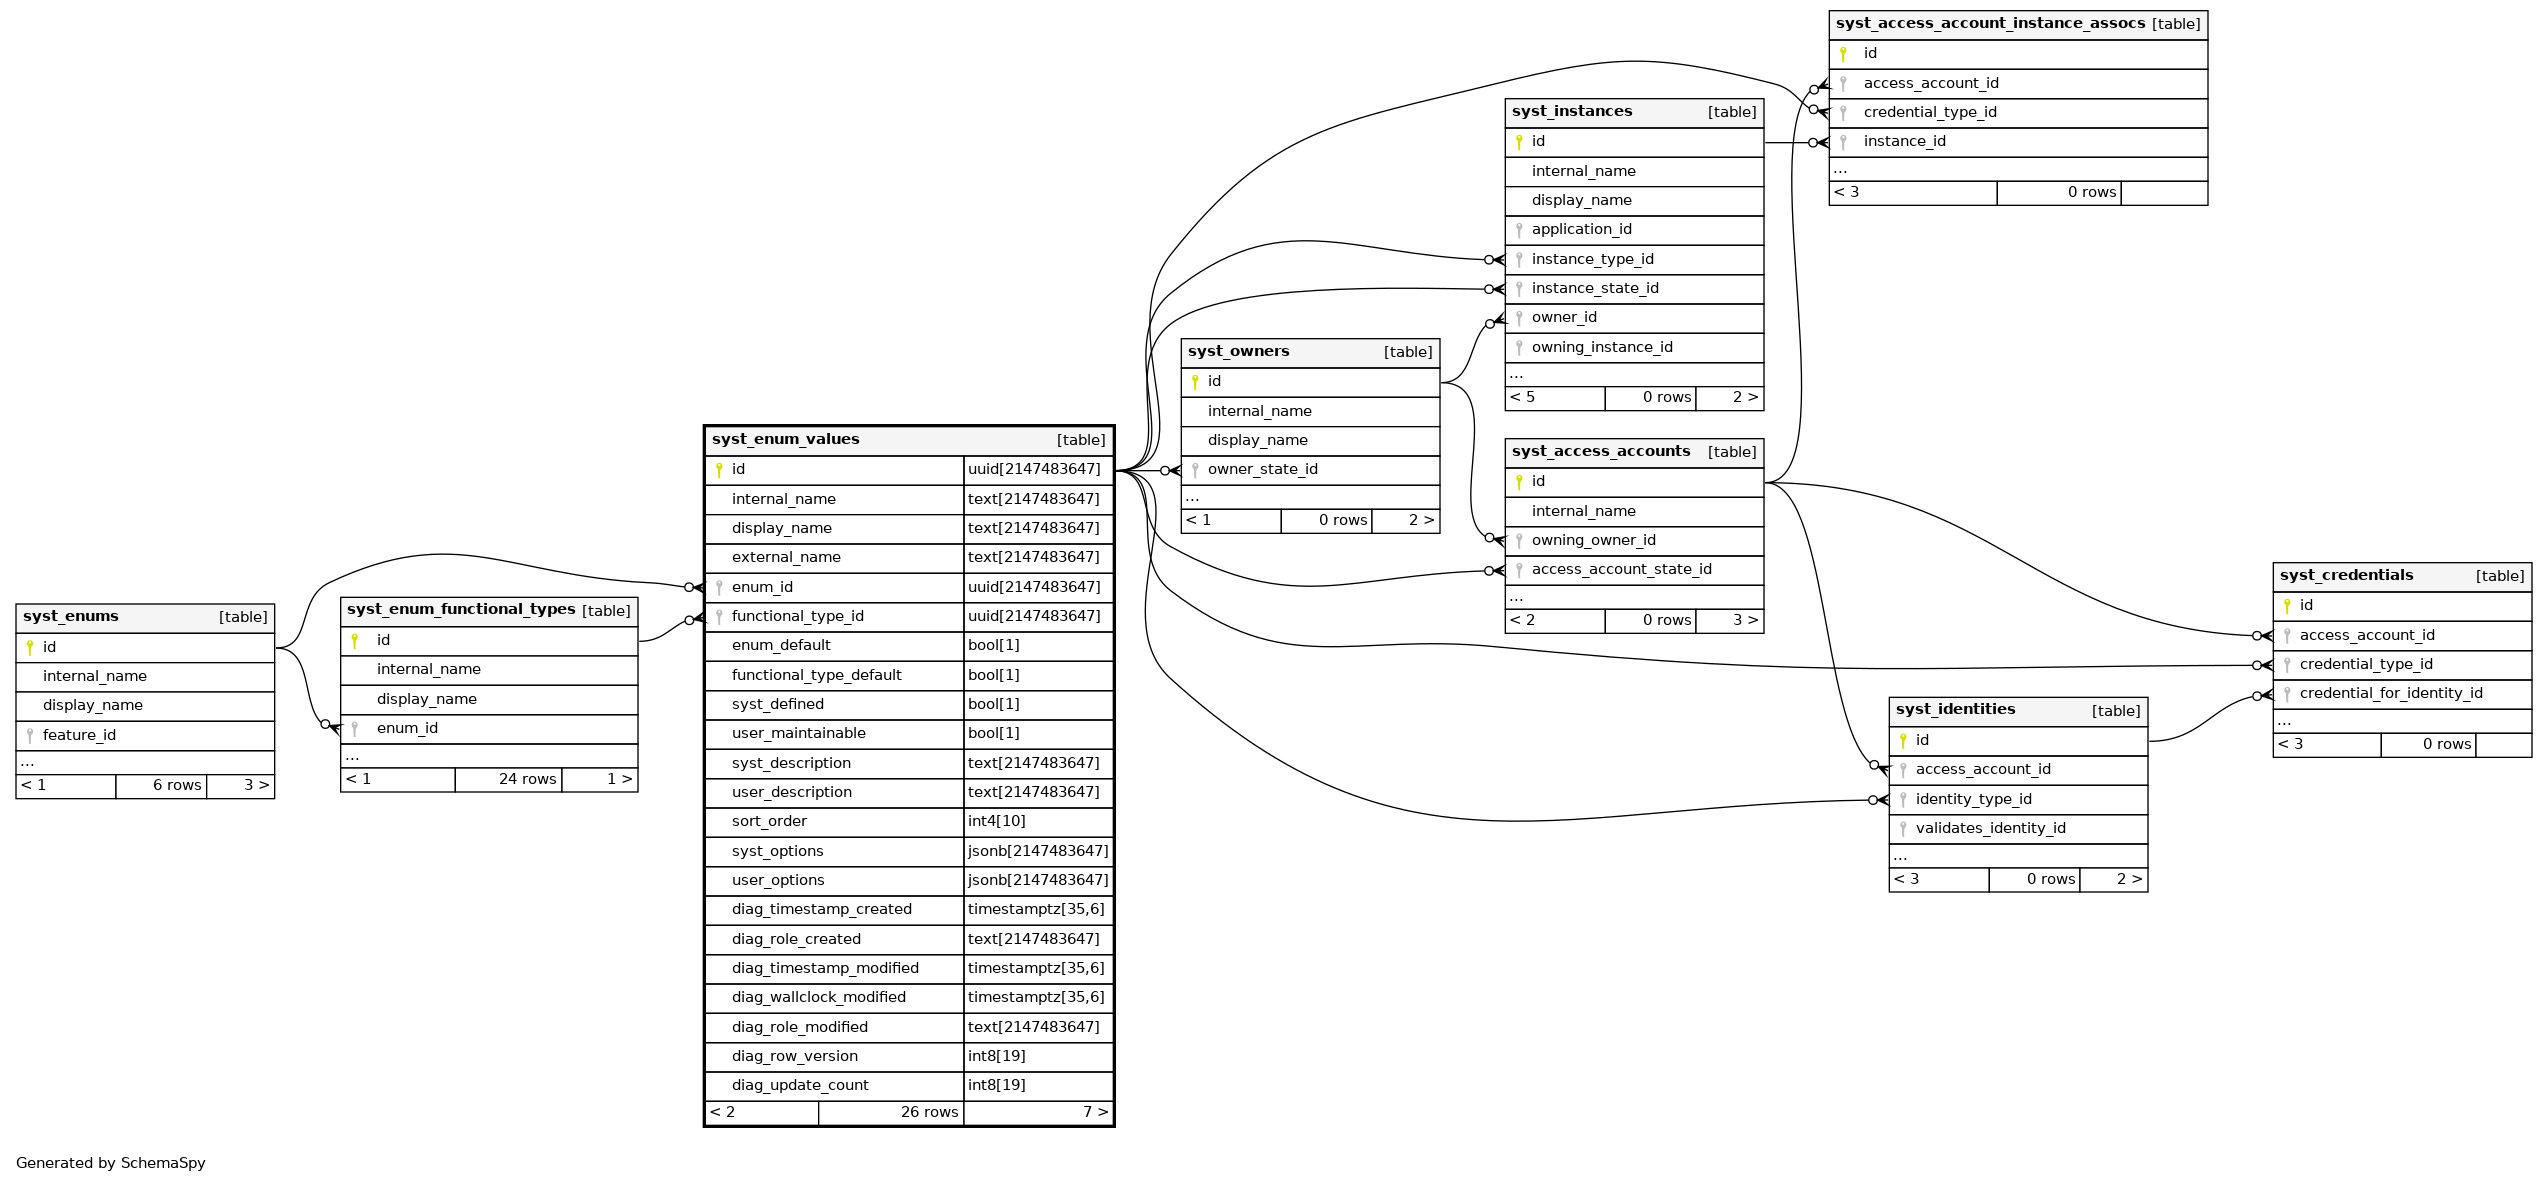 syst_access_account_instance_assocs [table]
id
access_account_id
credential_type_id
instance_id
...
< 3 0 rows
syst_instances [table]
id
internal_name
display_name
application_id
instance_type_id
instance_state_id
owner_id
owning_instance_id
...
< 5 0 rows 2 >
syst_owners [table]
id
internal_name
display_name
owner_state_id
...
< 1 0 rows 2 >
syst_access_accounts [table]
id
internal_name
owning_owner_id
access_account_state_id
...
< 2 0 rows 3 >
syst_enum_values [table]
id uuid[2147483647]
internal_name text[2147483647]
display_name text[2147483647]
external_name text[2147483647]
enum_id uuid[2147483647]
functional_type_id uuid[2147483647]
enum_default bool[1]
functional_type_default bool[1]
syst_defined bool[1]
user_maintainable bool[1]
syst_description text[2147483647]
user_description text[2147483647]
sort_order int4[10]
syst_options jsonb[2147483647]
user_options jsonb[2147483647]
diag_timestamp_created timestamptz[35,6]
diag_role_created text[2147483647]
diag_timestamp_modified timestamptz[35,6]
diag_wallclock_modified timestamptz[35,6]
diag_role_modified text[2147483647]
diag_row_version int8[19]
diag_update_count int8[19]
< 2 26 rows 7 >
syst_enums [table]
id
internal_name
display_name
feature_id
...
< 1 6 rows 3 >
syst_enum_functional_types [table]
id
internal_name
display_name
enum_id
...
< 1 24 rows 1 >
syst_credentials [table]
id
access_account_id
credential_type_id
credential_for_identity_id
...
< 3 0 rows
syst_identities [table]
id
access_account_id
identity_type_id
validates_identity_id
...
< 3 0 rows 2 >
Generated by SchemaSpy